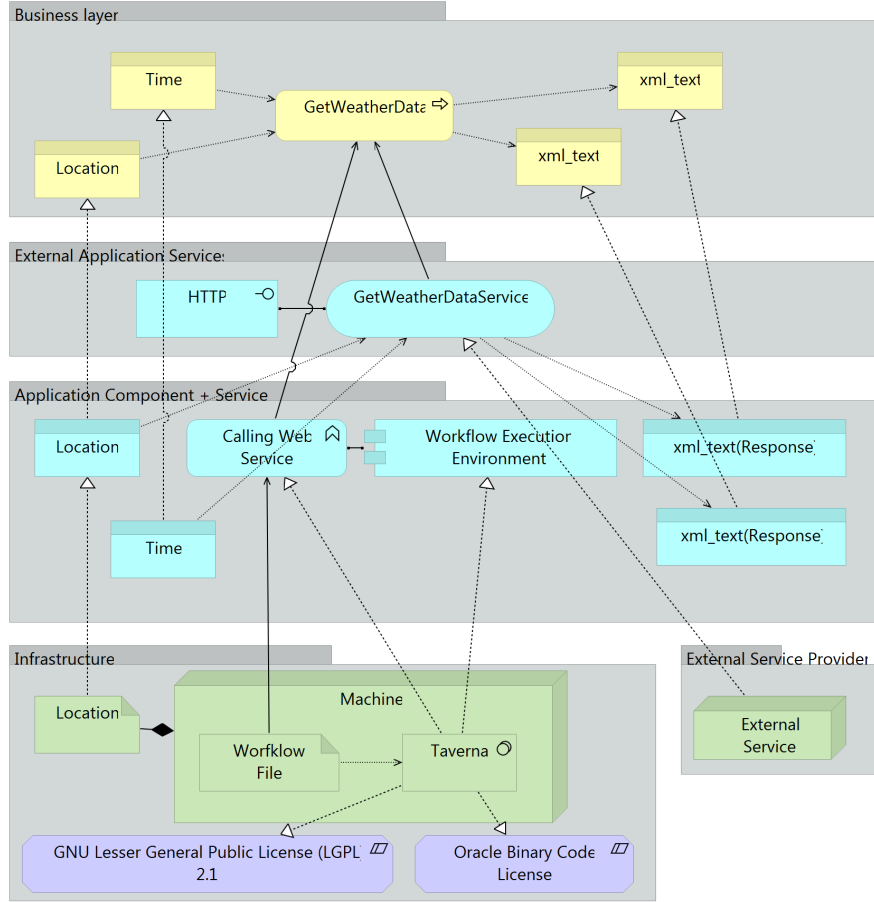 Business layer
Time
GetWeatherData
xml_text
xml_text
Location
External Application Services
HTTP
GetWeatherDataService
Application Component + Service
Location
Calling Web
Service
Workflow Execution
Environment
xml_text(Response)
Time
xml_text(Response)
Infrastructure
External Service Provider
Location
Machine
External
Service
Worfklow
File
Taverna
GNU Lesser General Public License (LGPL)
2.1
Oracle Binary Code
License